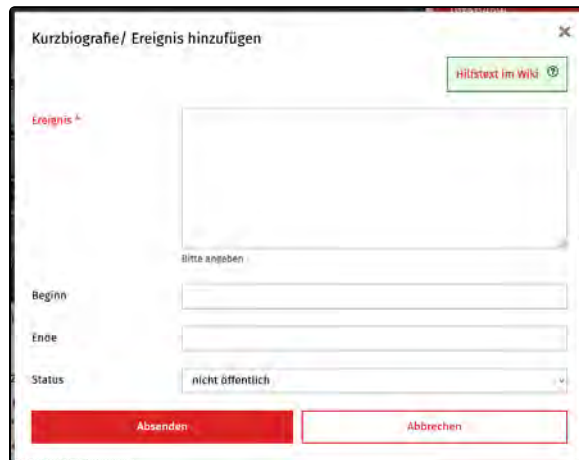 Kurzbiografie/ Ereignis hinzufügen
×
Hilfstext im Wiki
Ereignis *
Bitte angeben
Beginn
Ende
Status
nicht öffentlich
Absenden
Abbrechen